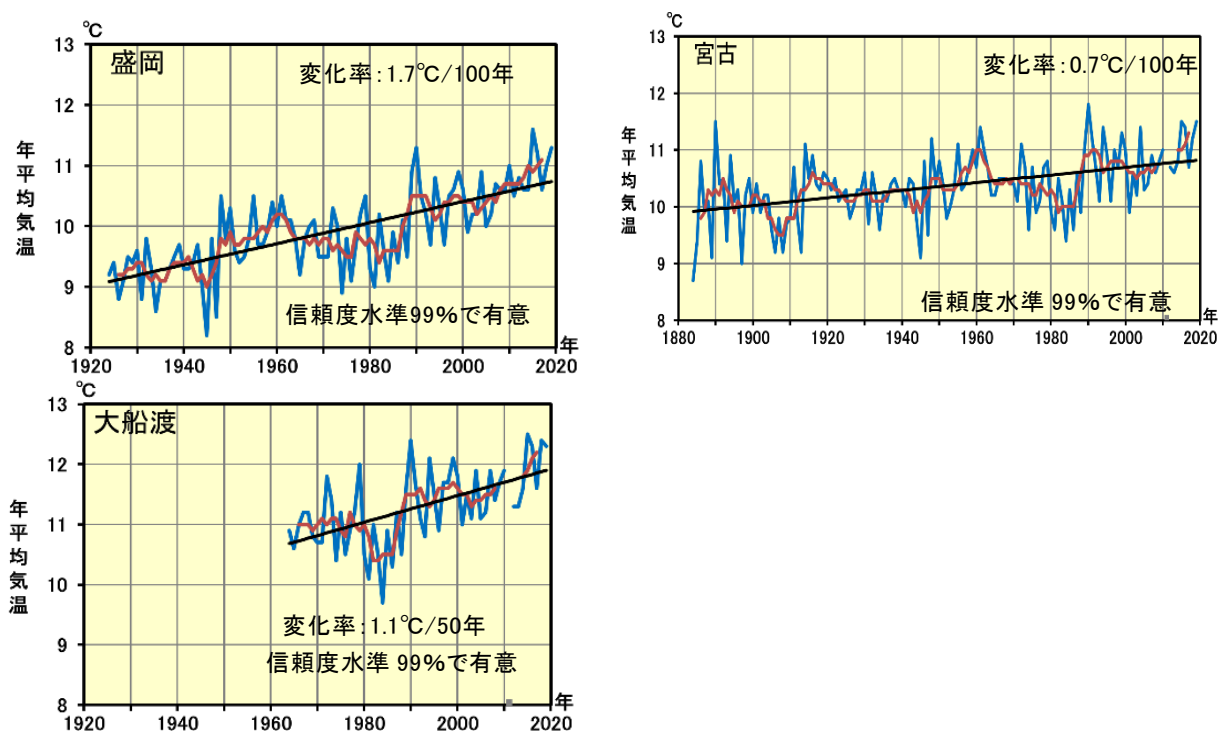 ℃
13
盛岡
変化率:1.7℃/100年
12
11
10
9
信頼度水準99%で有意
8
1920
1940
1960
1980
2000
2020
年
年平均気温
℃
13
宮古
変化率:0.7℃/100年
12
11
10
9
信頼度水準 99%で有意
8
1880
1900
1920
1940
1960
1980
2000
2020
年
年平均気温
℃
13
大船渡
12
11
10
変化率:1.1℃/50年
9
信頼度水準 99%で有意
8
1920
1940
1960
1980
2000
2020
年
年平均気温